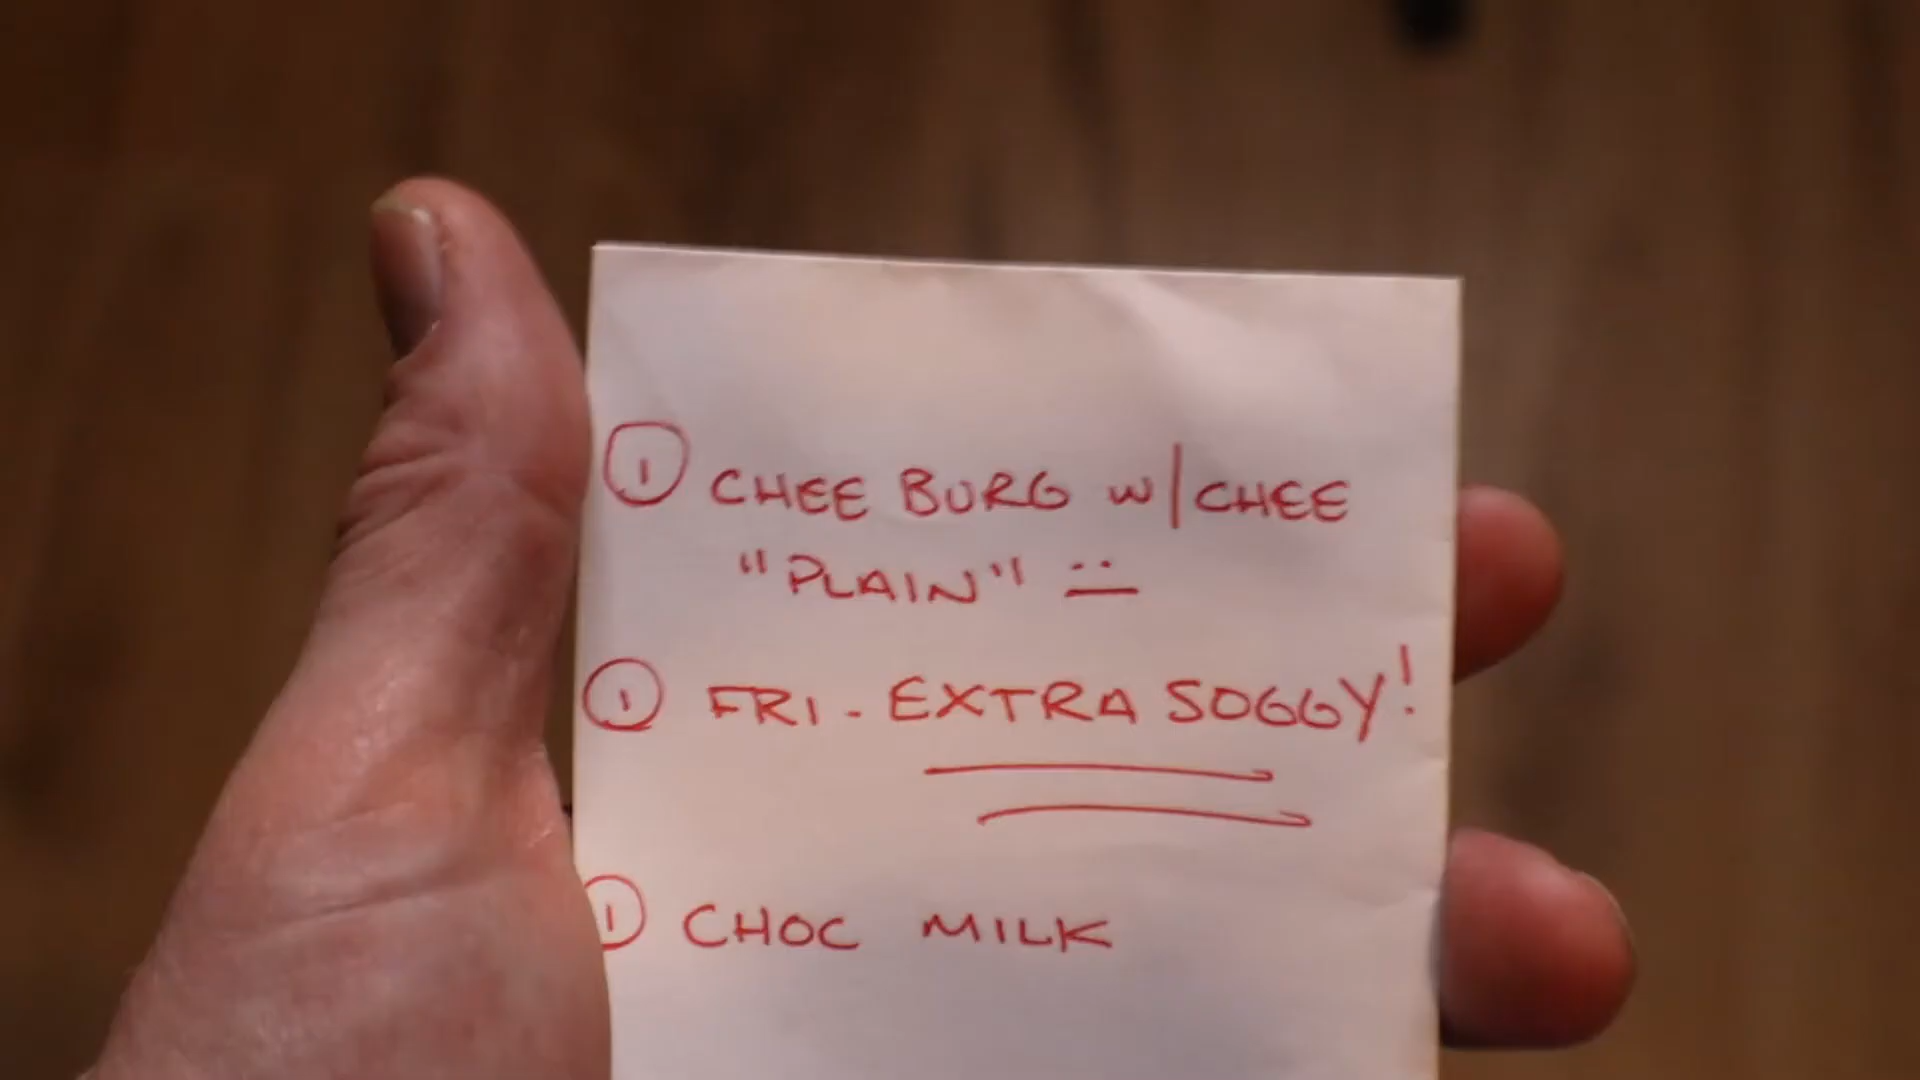 ① CHEE BURG W/CHEE
"PLAIN"
① FRI - EXTRA SOGGY!
① CHOC MILK